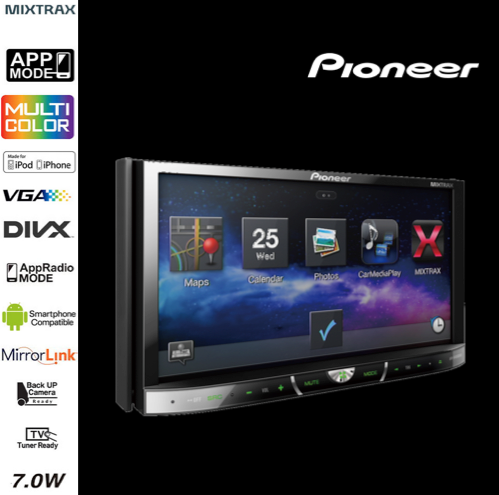 MIXTRAX
APP
MODE
MULTI
COLOR
Made for
iPod
iPhone
VGA
DIVX
AppRadio
MODE
Smartphone
Compatible
MirrorLink
Back UP
Camera
Ready
TV
Tuner Ready
7.0W
Pioneer
Pioneer
MIXTRAX
25
Wed
Maps
Calendar
Photos
CarMediaPlay
MIXTRAX
MUTE
MODE